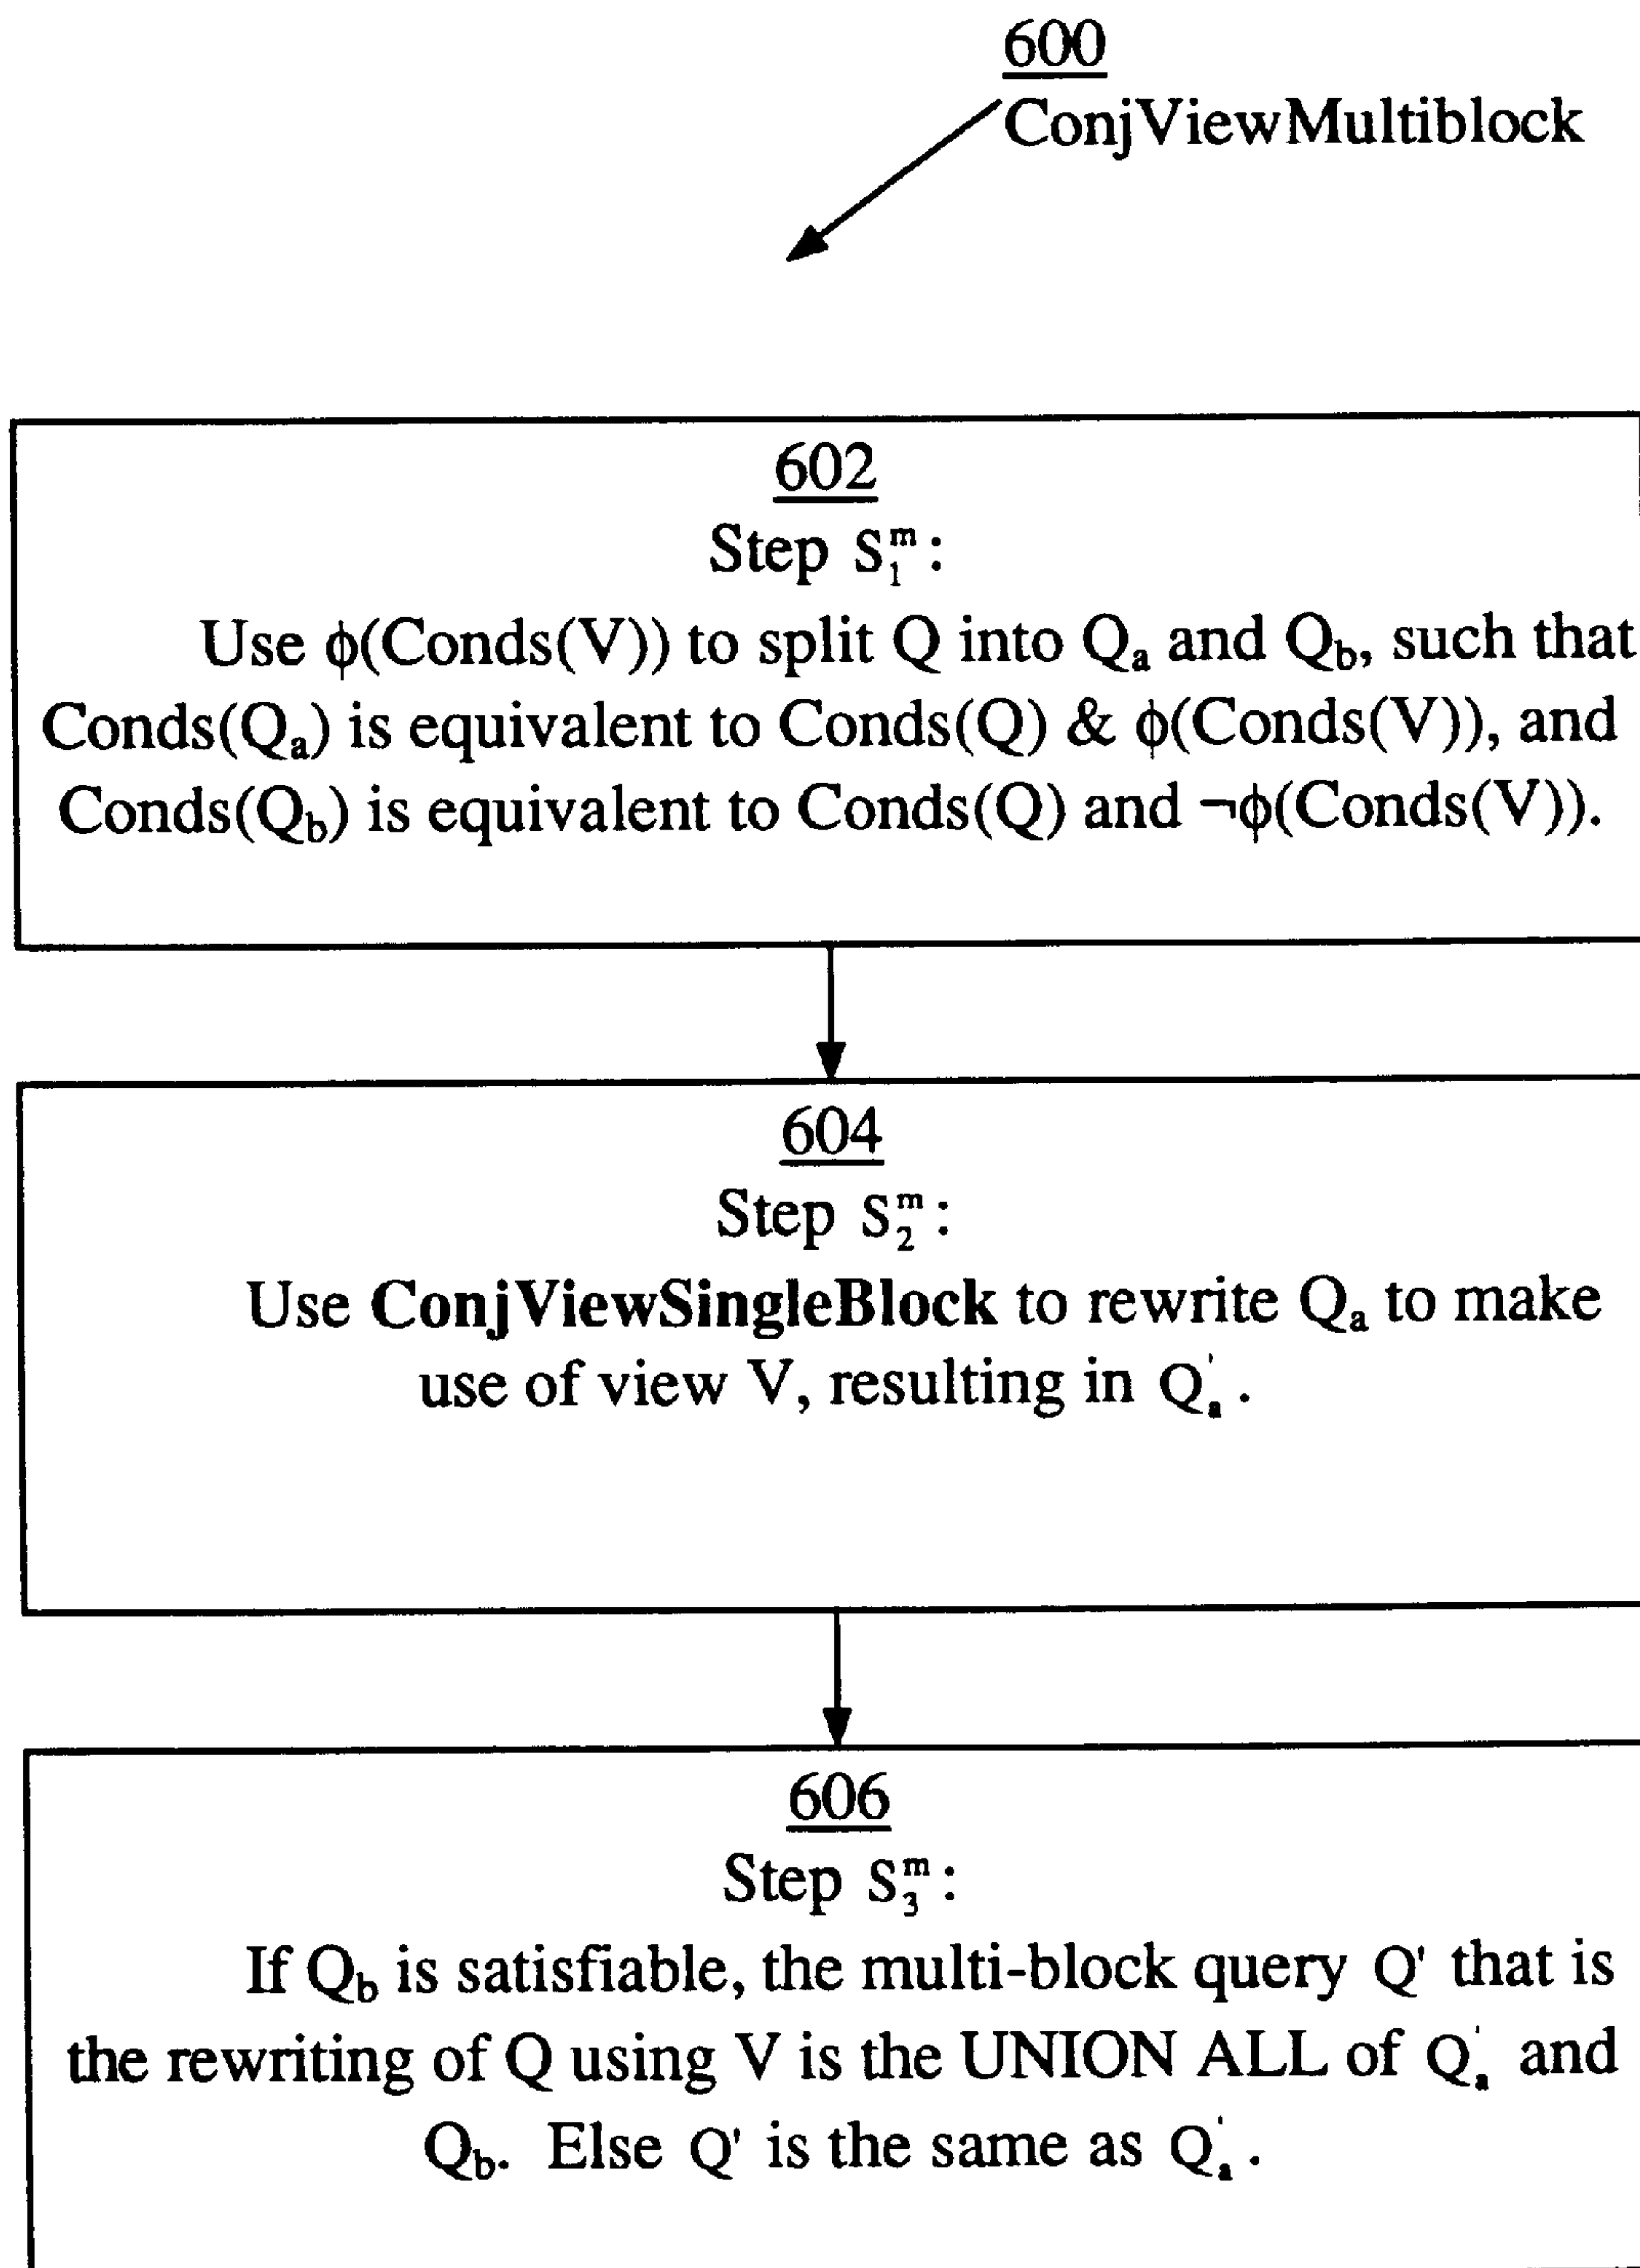 600
ConjViewMultiblock
602
Step S₁ᵐ:
Use ϕ(Conds(V)) to split Q into Qₐ and Q_b, such that
Conds(Qₐ) is equivalent to Conds(Q) & ϕ(Conds(V)), and
Conds(Q_b) is equivalent to Conds(Q) and ¬ϕ(Conds(V)).
604
Step S₂ᵐ:
Use ConjViewSingleBlock to rewrite Qₐ to make
use of view V, resulting in Qₐ'.
606
Step S₃ᵐ:
If Q_b is satisfiable, the multi-block query Q' that is
the rewriting of Q using V is the UNION ALL of Qₐ' and
Q_b. Else Q' is the same as Qₐ'.